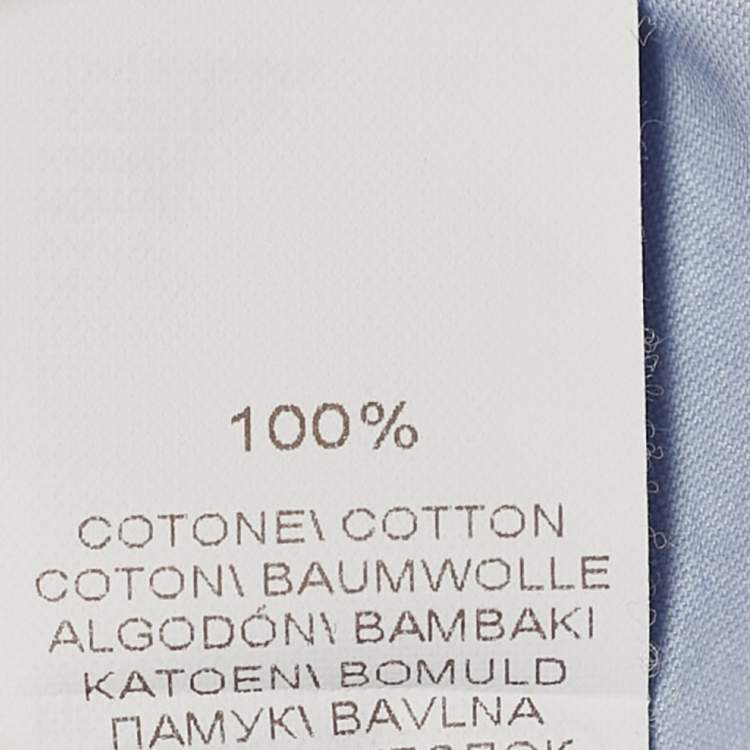 100%
COTONE\ COTTON
COTON\ BAUMWOLLE
ALGODÓN\ BAMBAKI
KATOEN\ BOMULD
ПАМУК\ BAVLNA